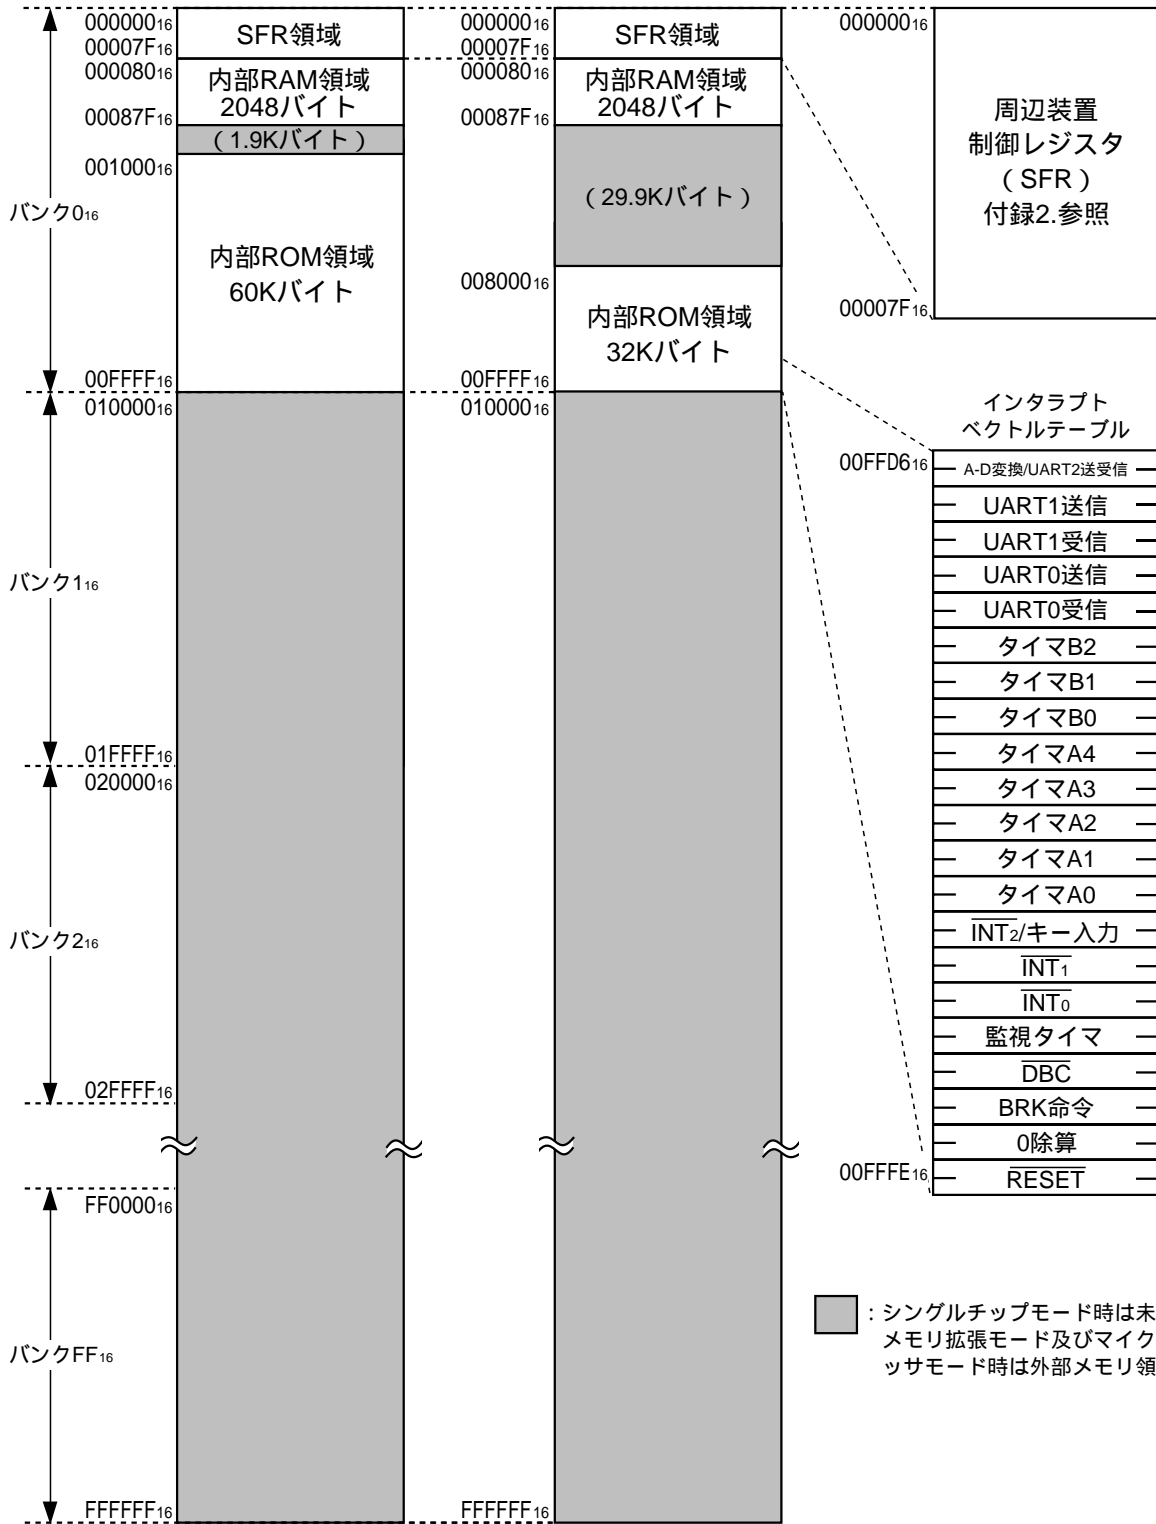 00000016
00007F16
00008016
00087F16
00100016
00FFFF16
01000016
01FFFF16
02000016
02FFFF16
FF000016
FFFFFF16
バンク016
バンク116
バンク216
バンクFF16
SFR領域
内部RAM領域
2048バイト
(1.9Kバイト)
内部ROM領域
60Kバイト
00000016
00007F16
00008016
00087F16
00800016
00FFFF16
01000016
FFFFFF16
SFR領域
内部RAM領域
2048バイト
(29.9Kバイト)
内部ROM領域
32Kバイト
00000016
00007F16
周辺装置
制御レジスタ
(SFR)
付録2.参照
インタラプト
ベクトルテーブル
00FFD616
A-D変換/UART2送受信
UART1送信
UART1受信
UART0送信
UART0受信
タイマB2
タイマB1
タイマB0
タイマA4
タイマA3
タイマA2
タイマA1
タイマA0
INT2/キー入力
INT1
INT0
監視タイマ
DBC
BRK命令
0除算
00FFFE16
RESET
:シングルチップモード時は未
メモリ拡張モード及びマイク
ッサモード時は外部メモリ領